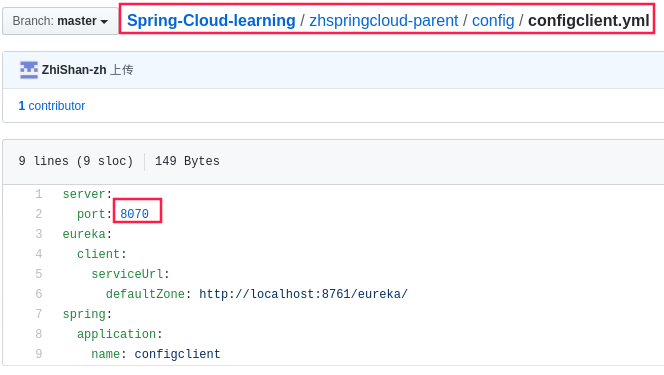 Branch: master Spring-Cloud-learning / zhspringcloud-parent / config / configclient.yml
ZhiShan-zh 上传
1 contributor
9 lines (9 sloc) 149 Bytes
1 server:
2 port: 8070
3 eureka:
4 client:
5 serviceUrl:
6 defaultZone: http://localhost:8761/eureka/
7 spring:
8 application:
9 name: configclient